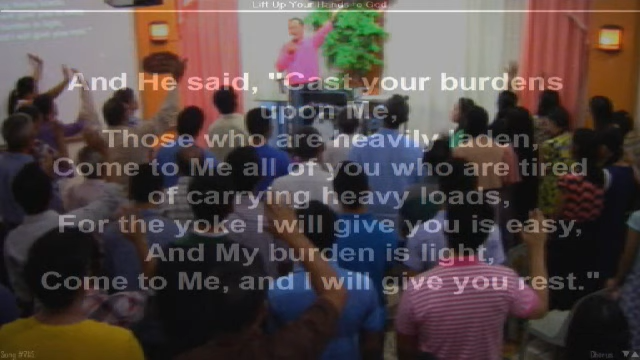 Lift Up Your Hands to God
And He said, "Cast your burdens
upon Me,
Those who are heavily laden,
Come to Me all of you who are tired
of carrying heavy loads,
For the yoke I will give you is easy,
And My burden is light,
Come to Me, and I will give you rest."
Chorus